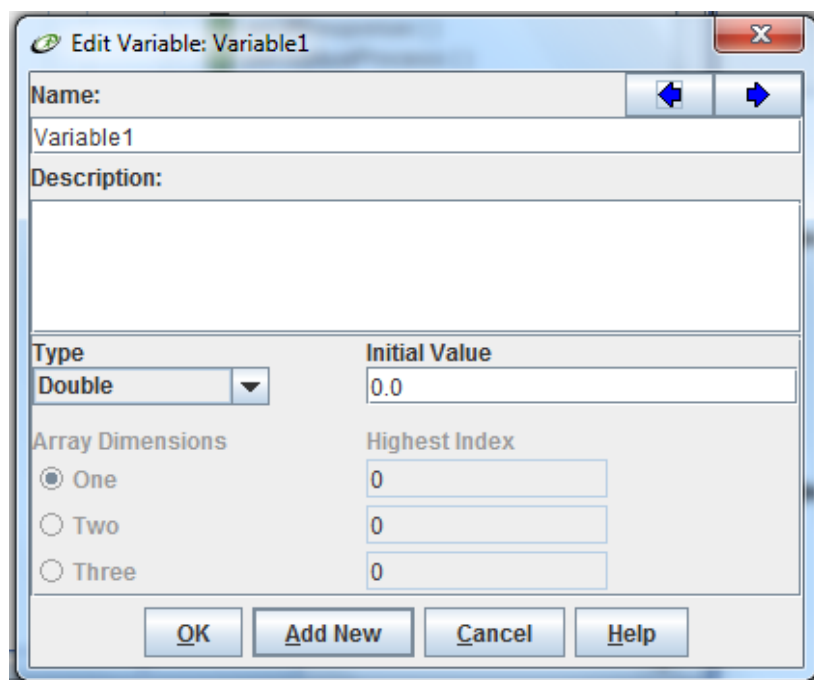 Edit Variable: Variable1
Name:
Variable1
Description:
Type Initial Value
Double 0.0
Array Dimensions Highest Index
One 0
Two 0
Three 0
OK Add New Cancel Help